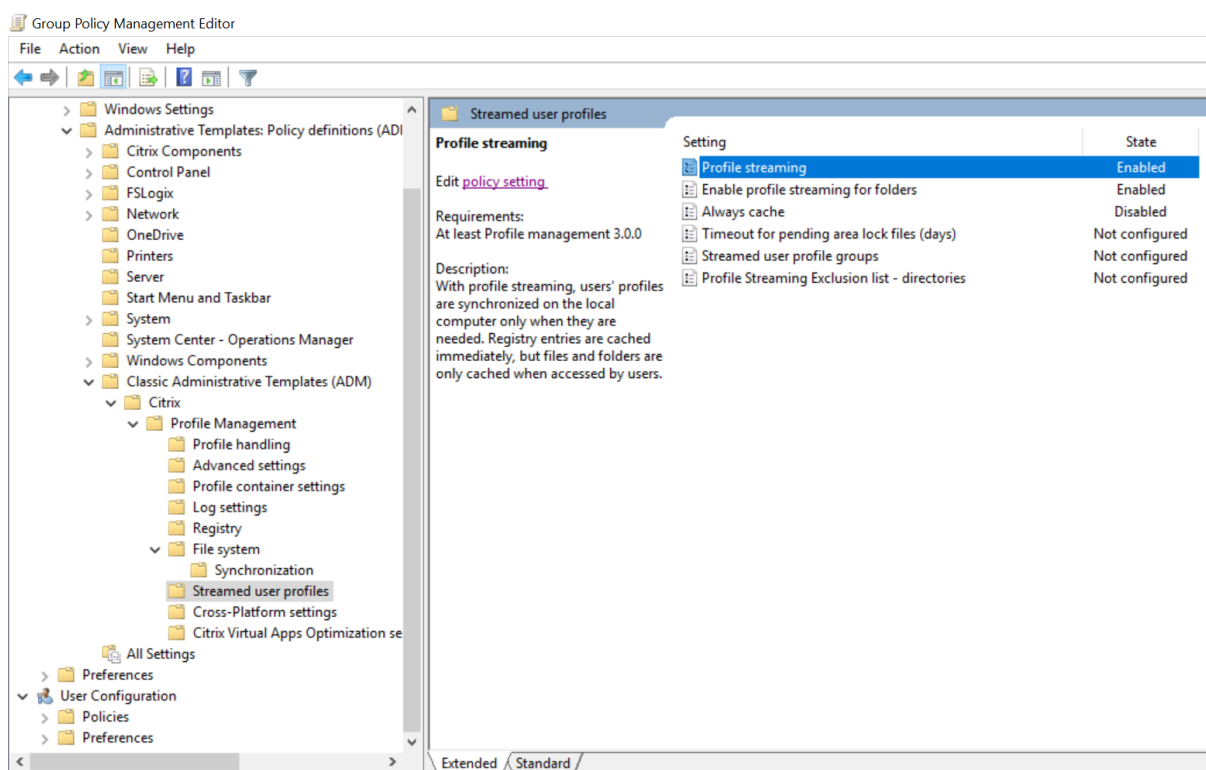 Group Policy Management Editor
File Action View Help
Windows Settings
Administrative Templates: Policy definitions (ADI
Citrix Components
Control Panel
FSLogix
Network
OneDrive
Printers
Server
Start Menu and Taskbar
System
System Center - Operations Manager
Windows Components
Classic Administrative Templates (ADM)
Citrix
Profile Management
Profile handling
Advanced settings
Profile container settings
Log settings
Registry
File system
Synchronization
Streamed user profiles
Cross-Platform settings
Citrix Virtual Apps Optimization se
All Settings
Preferences
User Configuration
Policies
Preferences
Streamed user profiles
Profile streaming
Edit policy setting
Requirements:
At least Profile management 3.0.0
Description:
With profile streaming, users' profiles
are synchronized on the local
computer only when they are
needed. Registry entries are cached
immediately, but files and folders are
only cached when accessed by users.
Setting State
Profile streaming Enabled
Enable profile streaming for folders Enabled
Always cache Disabled
Timeout for pending area lock files (days) Not configured
Streamed user profile groups Not configured
Profile Streaming Exclusion list - directories Not configured
Extended Standard